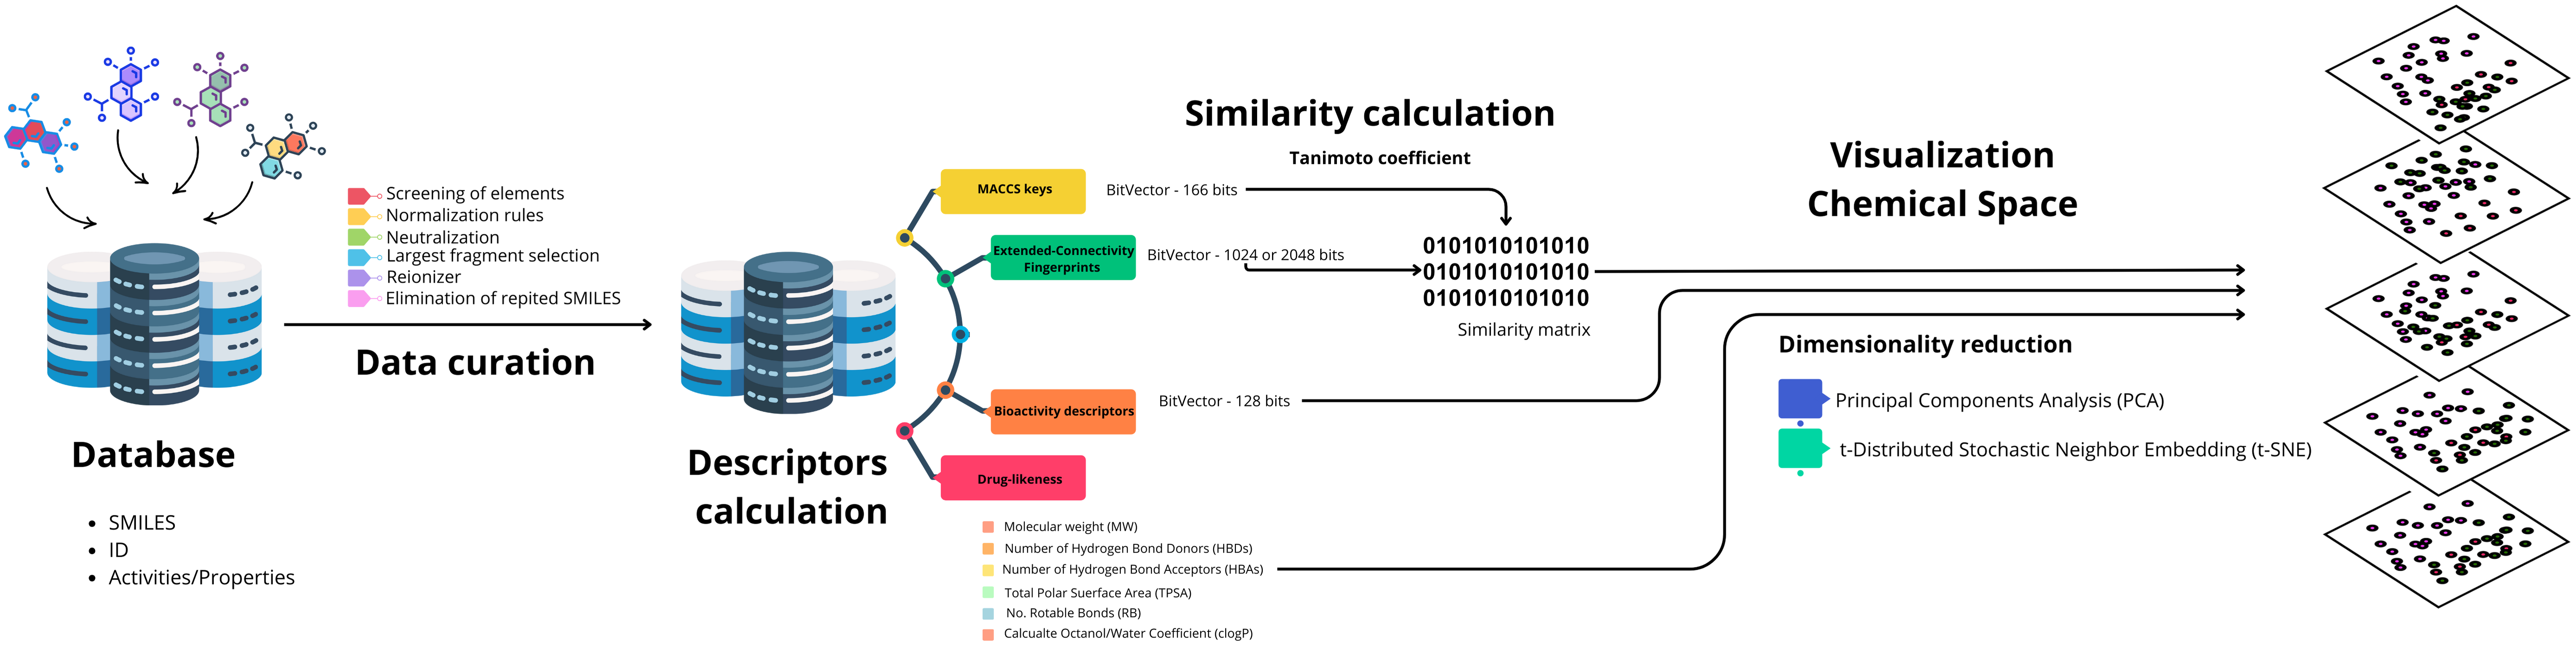 Screening of elements
Normalization rules
Neutralization
Largest fragment selection
Reionizer
Elimination of repited SMILES
Data curation
Database
SMILES
ID
Activities/Properties
Descriptors
calculation
MACCS keys
Extended-Connectivity
Fingerprints
Bioactivity descriptors
Drug-likeness
Molecular weight (MW)
Number of Hydrogen Bond Donors (HBDs)
Number of Hydrogen Bond Acceptors (HBAs)
Total Polar Suerface Area (TPSA)
No. Rotable Bonds (RB)
Calcualte Octanol/Water Coefficient (clogP)
Similarity calculation
Tanimoto coefficient
BitVector - 166 bits
BitVector - 1024 or 2048 bits
BitVector - 128 bits
0101010101010
0101010101010
0101010101010
Similarity matrix
Visualization
Chemical Space
Dimensionality reduction
Principal Components Analysis (PCA)
t-Distributed Stochastic Neighbor Embedding (t-SNE)